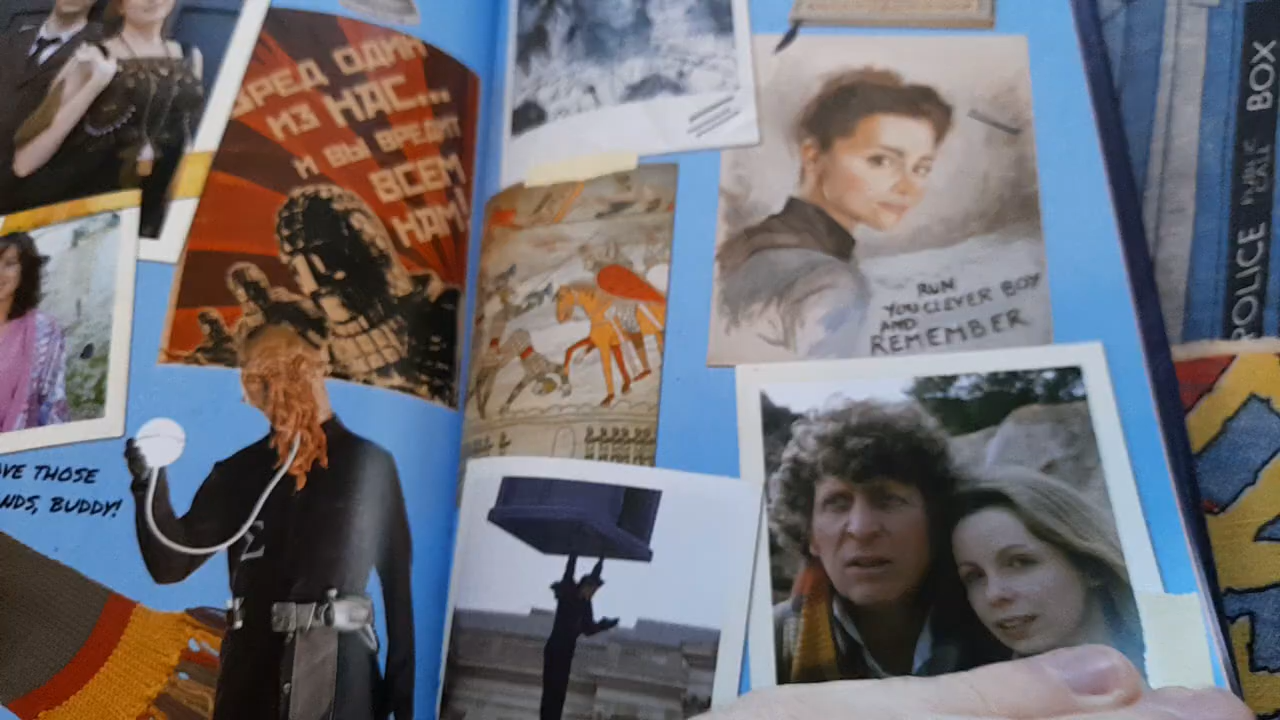 ВРЕД ОДИН
ИЗ НАС...
И ВЫ ВРЕДИТ
ВСЕМ
НАМ!
RUN
YOU CLEVER BOY
AND
REMEMBER
AVE THOSE
NDS, BUDDY!
Σ
POLICE
BOX